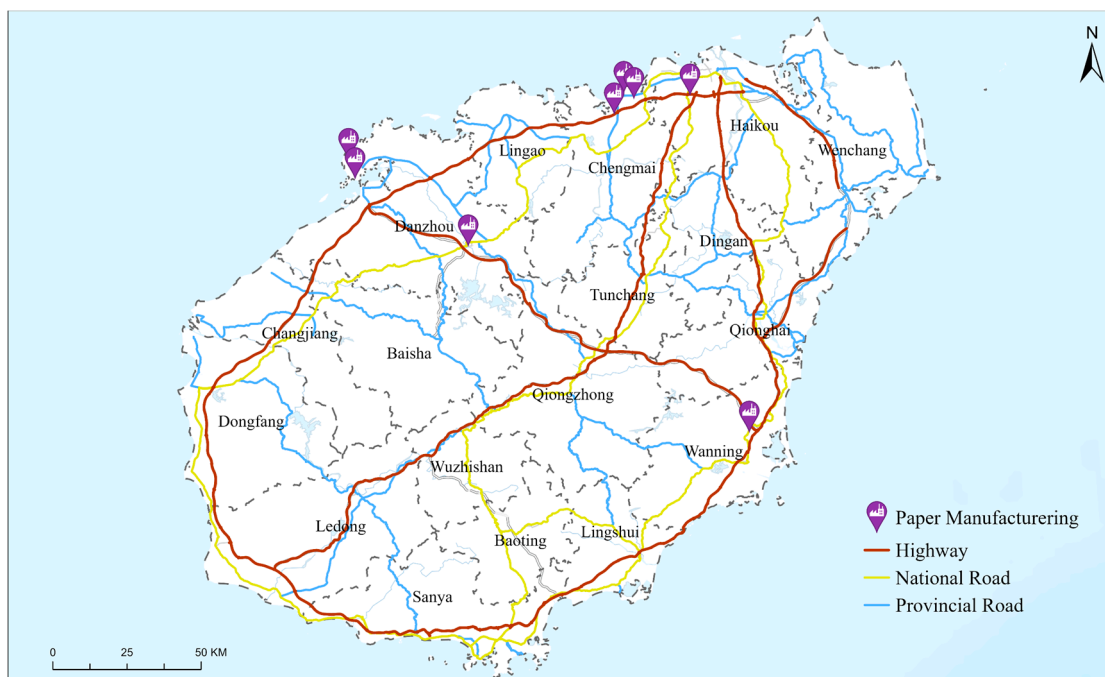 N
Haikou
Wenchang
Lingao
Chengmai
Danzhou
Dingan
Tunchang
Qionghai
Changjiang
Baisha
Qiongzhong
Dongfang
Wanning
Wuzhishan
Ledong
Baoting
Lingshui
Sanya
Paper Manufacturering
Highway
National Road
Provincial Road
0 25 50 KM